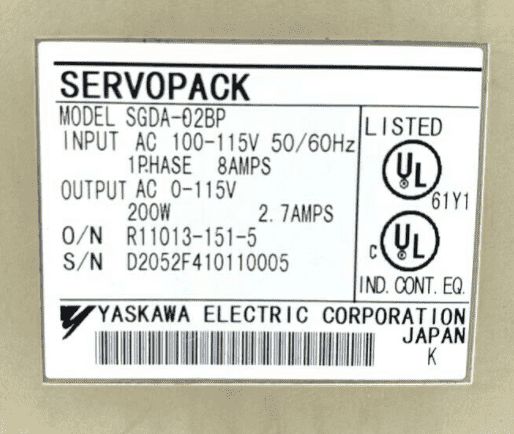 SERVOPACK
MODEL SGDA-02BP
INPUT AC 100-115V 50/60Hz
1PHASE 8AMPS
OUTPUT AC 0-115V
200W 2.7AMPS
O/N R11013-151-5
S/N D2052F410110005
LISTED
UL
61Y1
c UL
IND. CONT. EQ.
YASKAWA ELECTRIC CORPORATION
JAPAN
K